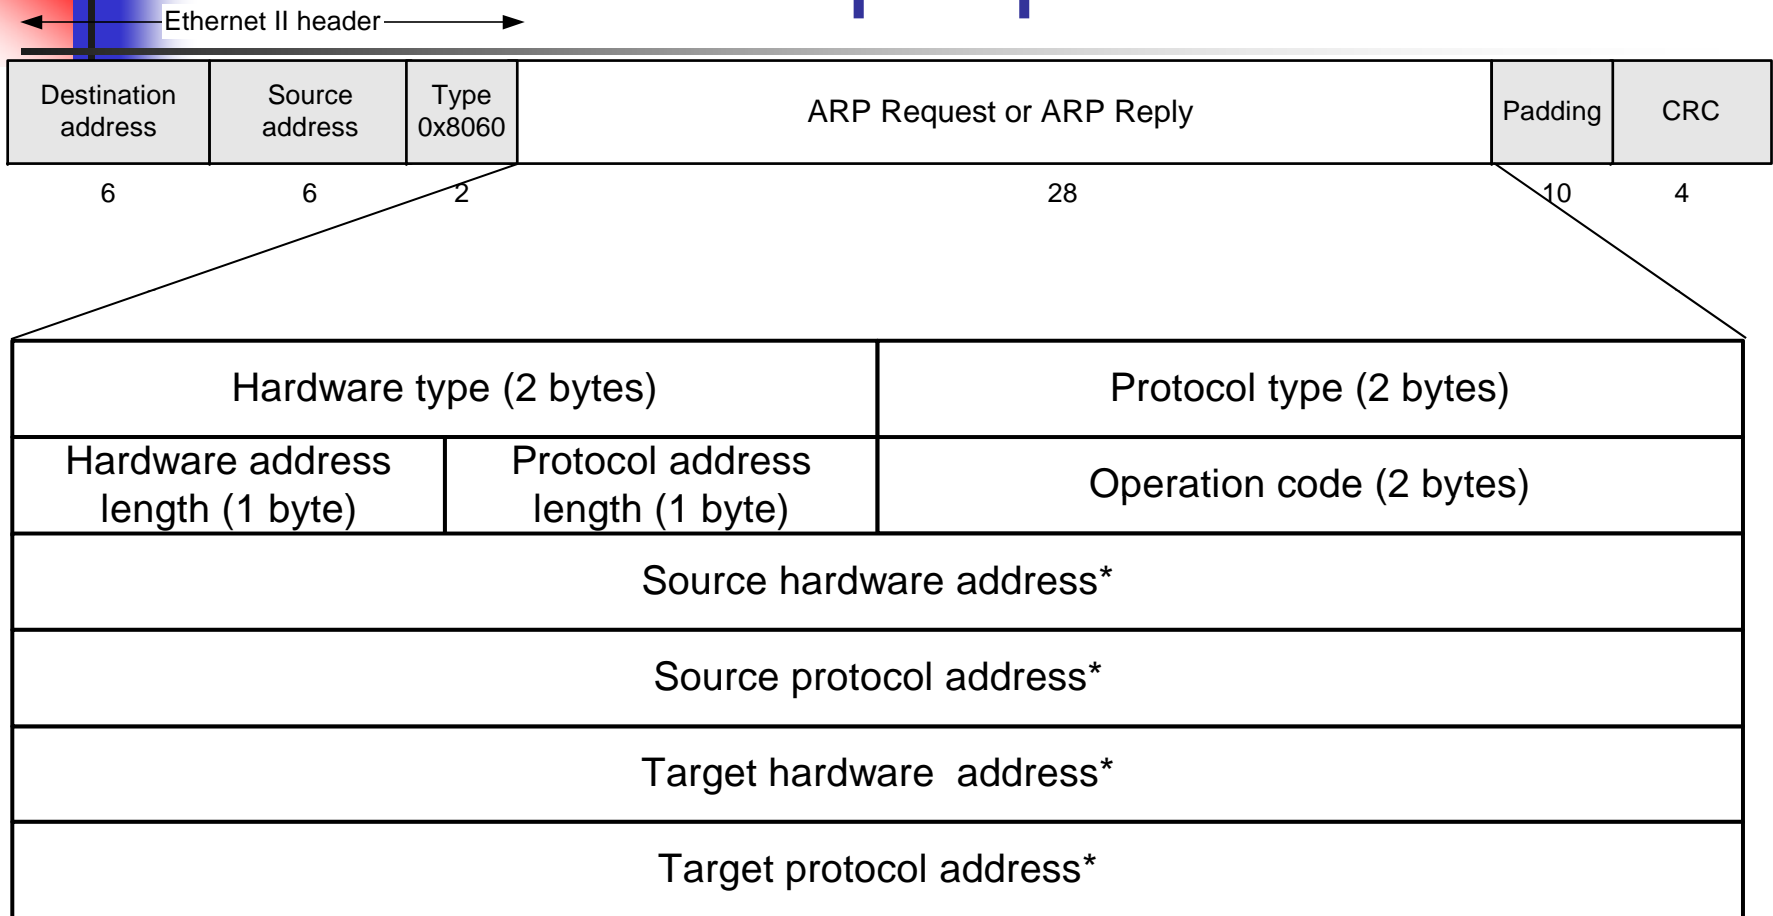 Ethernet II header
Destination
address
Source
address
Type
0x8060
ARP Request or ARP Reply
Padding
CRC
6
6
2
28
10
4
Hardware type (2 bytes)
Protocol type (2 bytes)
Hardware address
length (1 byte)
Protocol address
length (1 byte)
Operation code (2 bytes)
Source hardware address*
Source protocol address*
Target hardware  address*
Target protocol address*